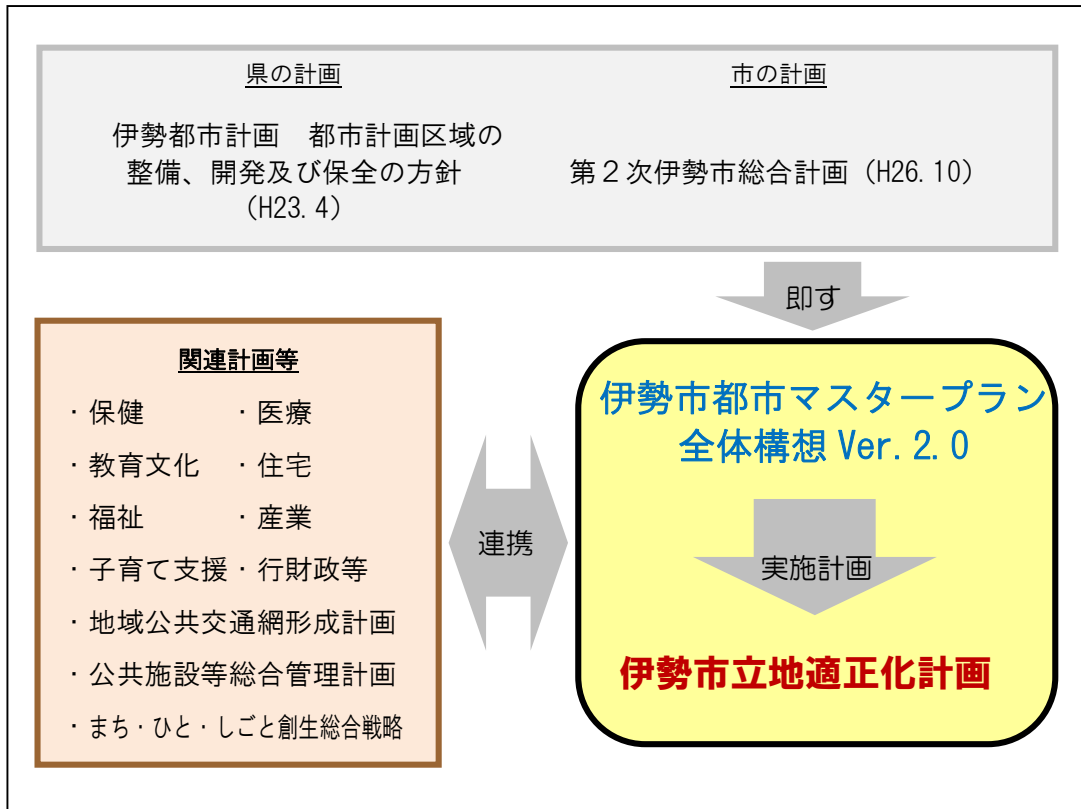 県の計画
伊勢都市計画　都市計画区域の
整備、開発及び保全の方針
（H23.4）
市の計画
第２次伊勢市総合計画（H26.10）
即す
関連計画等
・保健　・医療
・教育文化　・住宅
・福祉　・産業
・子育て支援・行財政等
・地域公共交通網形成計画
・公共施設等総合管理計画
・まち・ひと・しごと創生総合戦略
連携
伊勢市都市マスタープラン
全体構想 Ver.2.0
実施計画
伊勢市立地適正化計画